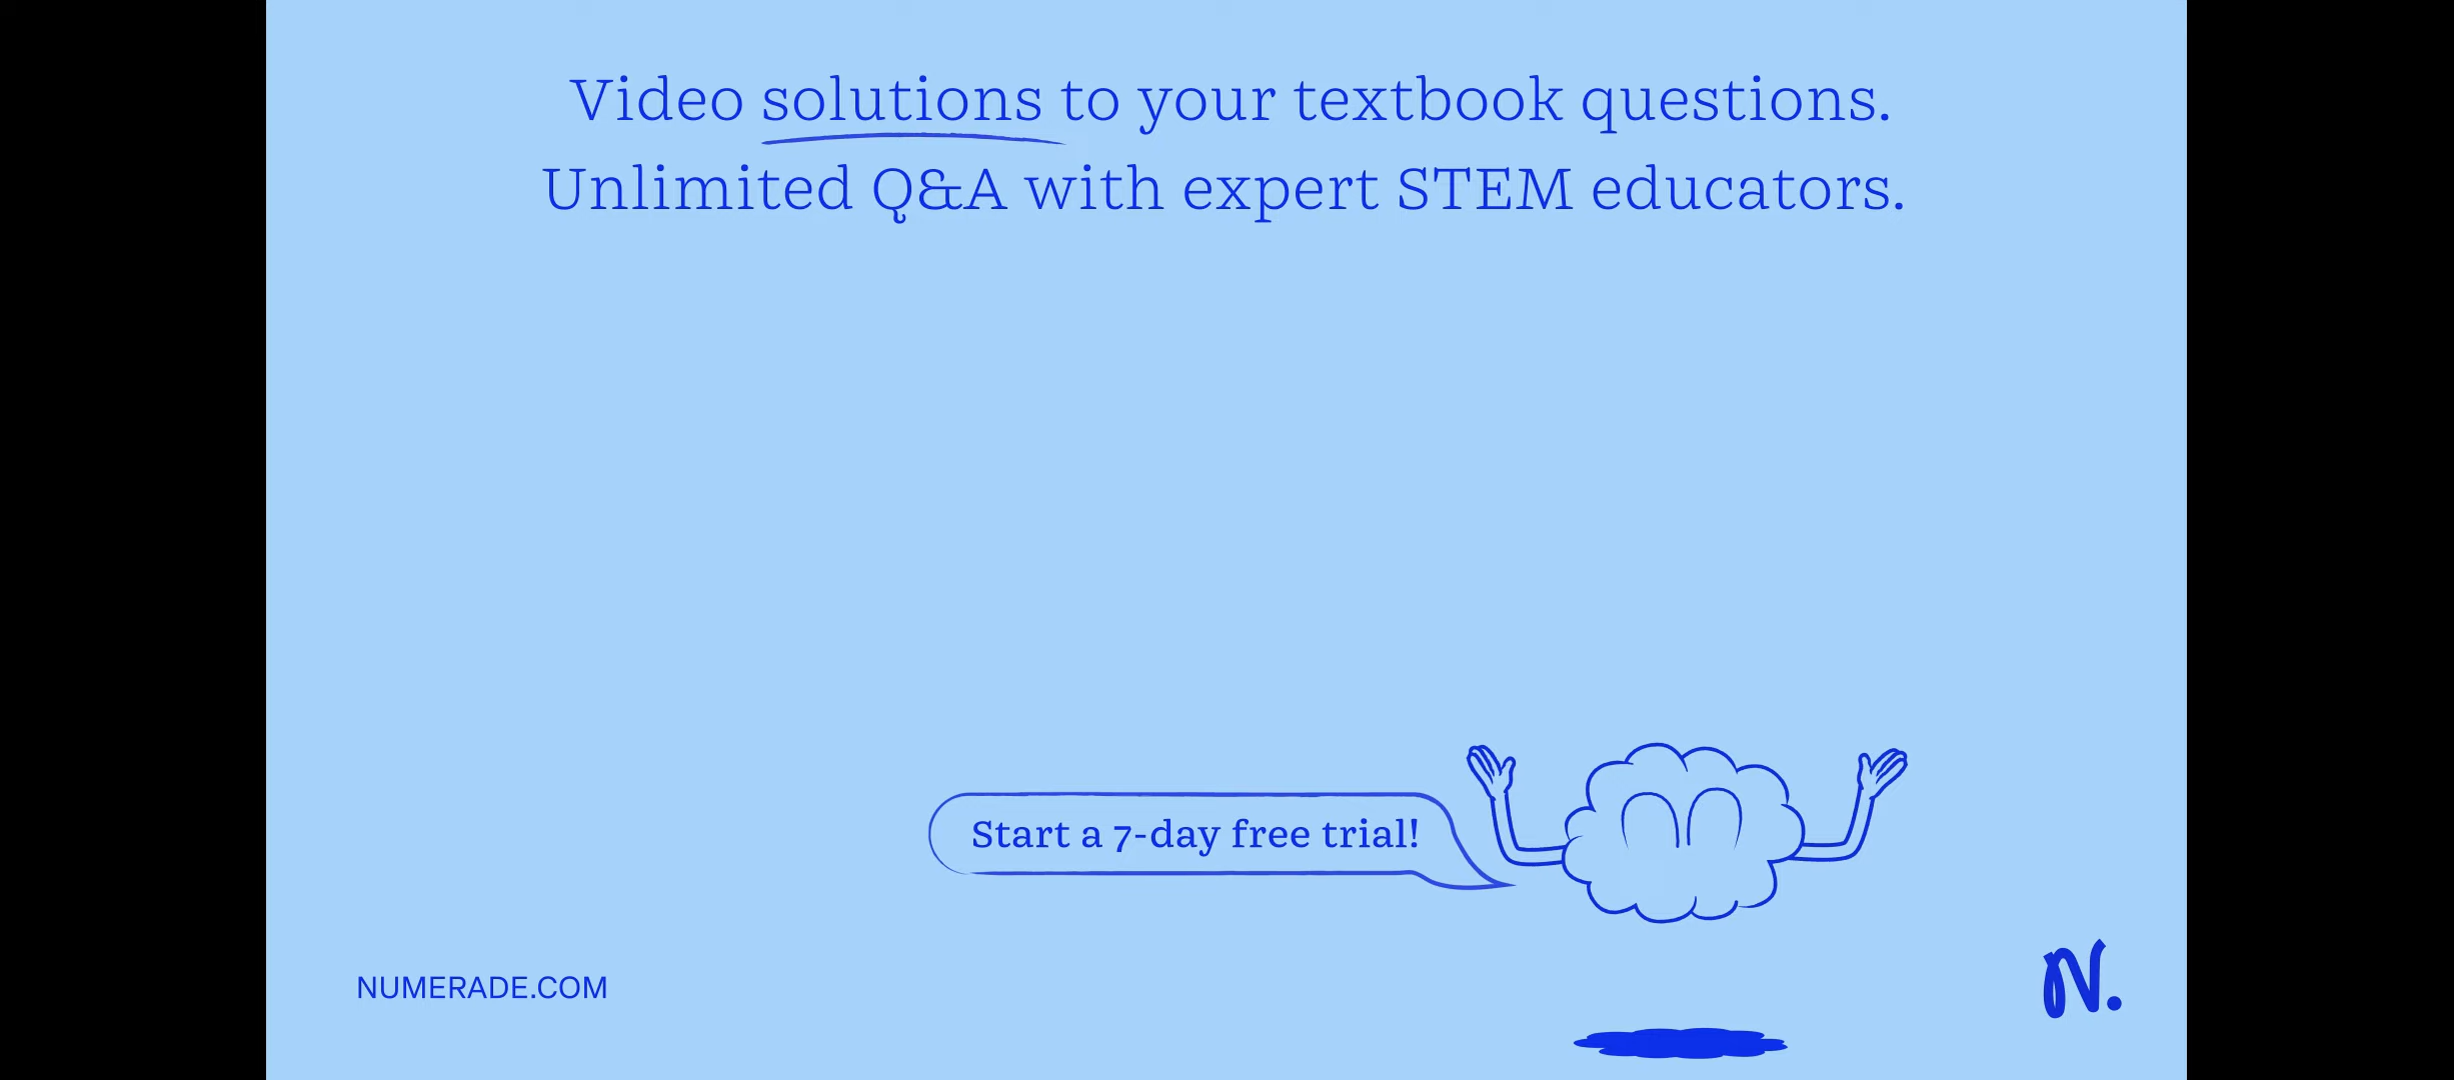 Video solutions to your textbook questions.
Unlimited Q&A with expert STEM educators.
Start a 7-day free trial!
NUMERADE.COM
N.